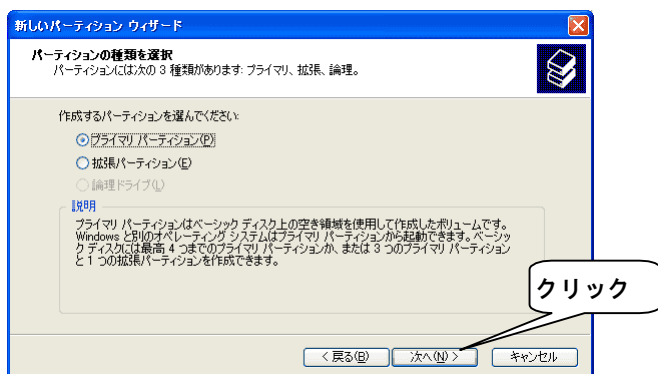 新しいパーティション ウィザード
パーティションの種類を選択
パーティションには次の 3 種類があります: プライマリ、拡張、論理。
作成するパーティションを選んでください:
プライマリ パーティション(P)
拡張パーティション(E)
論理ドライブ(L)
説明
プライマリ パーティションはベーシック ディスク上の空き領域を使用して作成したボリュームです。
Windows と別のオペレーティング システムはプライマリ パーティションから起動できます。ベーシッ
ク ディスクには最高 4 つまでのプライマリ パーティションか、または 3 つのプライマリ パーティション
と 1 つの拡張パーティションを作成できます。
クリック
< 戻る(B)
次へ(N) >
キャンセル